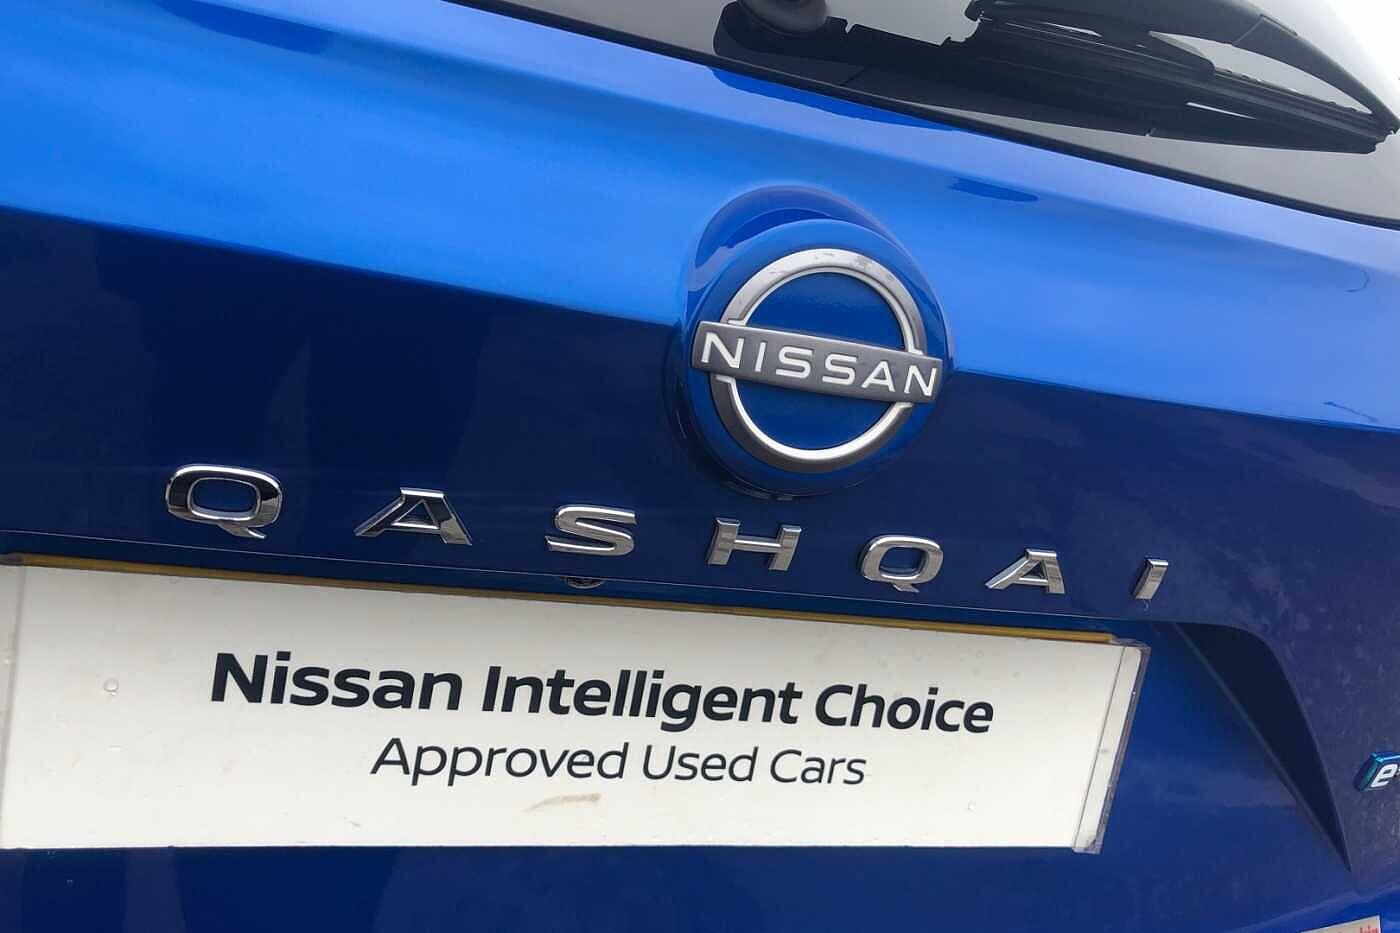 NISSAN
QASHQAI
Nissan Intelligent Choice
Approved Used Cars
e